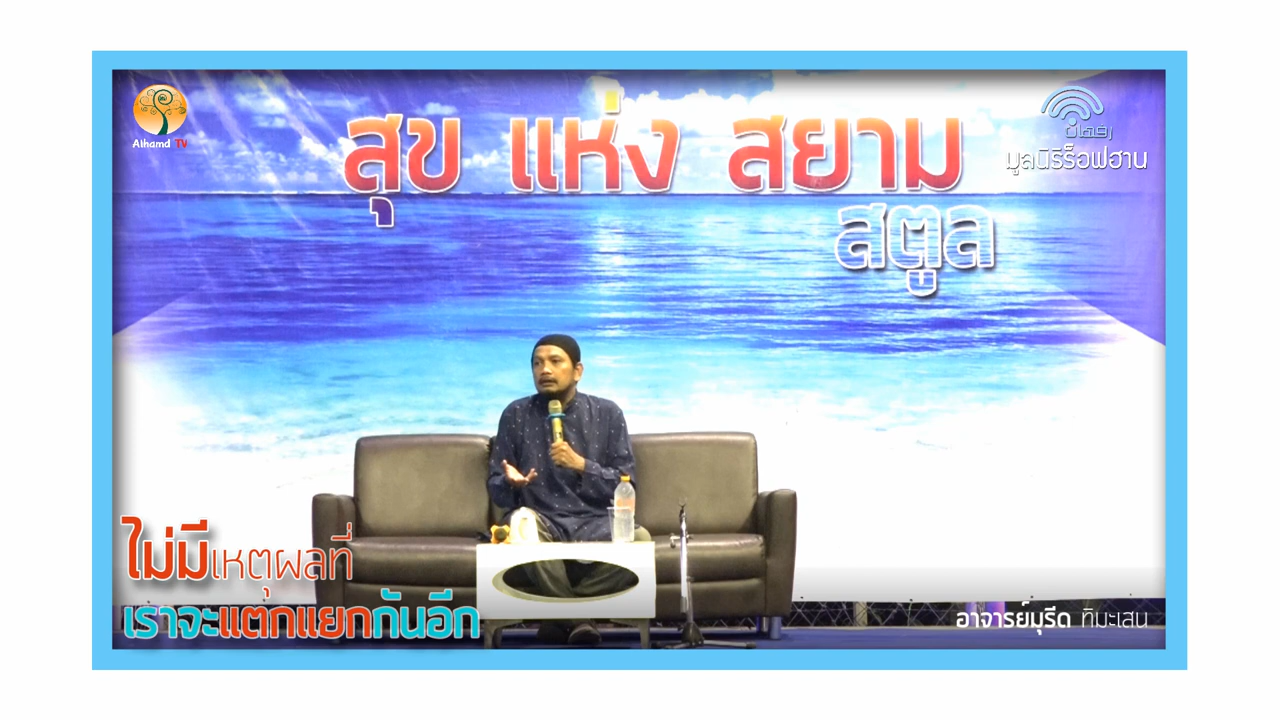 Alhamd TV
สุข แห่ง สยาม
สตูล
رفهان
มูลนิธิร็อฟฮาน
ไม่มีเหตุผลที่
เราจะแตกแยกกันอีก
อาจารย์มุรีด ทิมะเสน